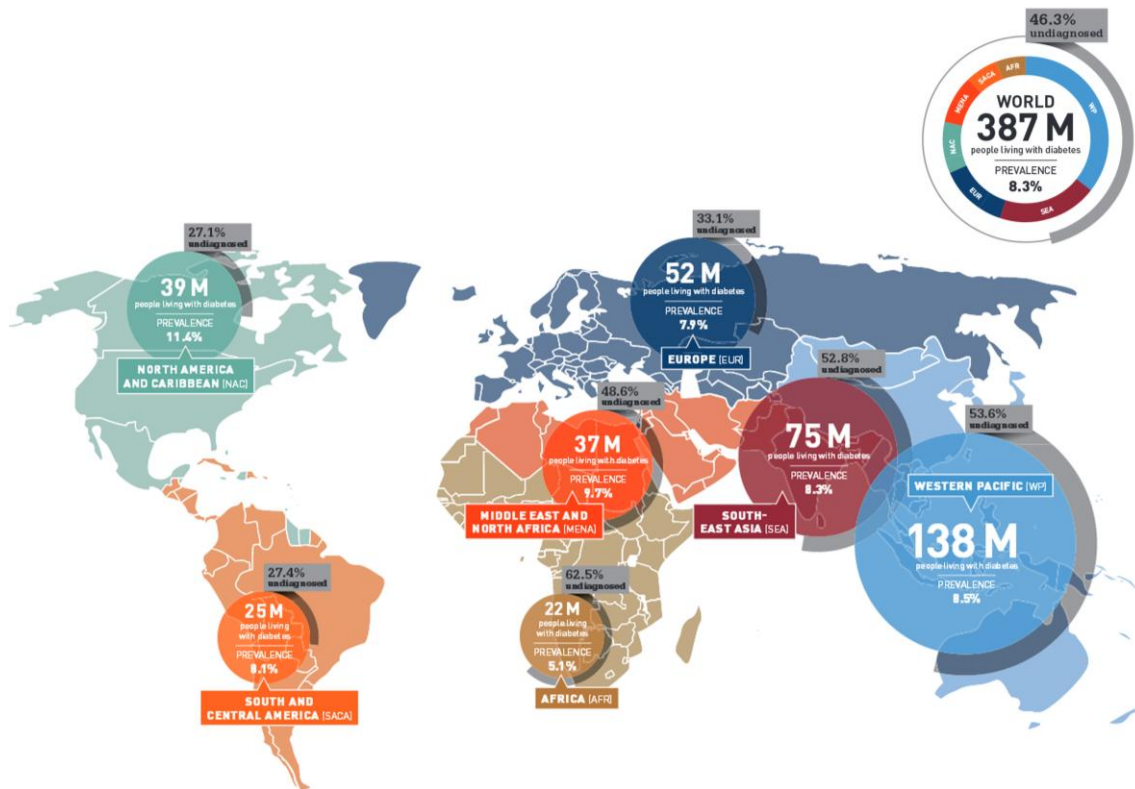 46.3%
undiagnosed
AFR
SACA
MENA
NAC
EUR
SEA
WP
WORLD
387 M
people living with diabetes
PREVALENCE
8.3%
27.1%
undiagnosed
39 M
people living with diabetes
PREVALENCE
11.4%
NORTH AMERICA
AND CARIBBEAN [NAC]
33.1%
undiagnosed
52 M
people living with diabetes
PREVALENCE
7.9%
EUROPE [EUR]
48.6%
undiagnosed
37 M
people living with diabetes
PREVALENCE
9.7%
MIDDLE EAST AND
NORTH AFRICA [MENA]
52.8%
undiagnosed
75 M
people living with diabetes
PREVALENCE
8.3%
SOUTH-
EAST ASIA [SEA]
53.6%
undiagnosed
WESTERN PACIFIC [WP]
138 M
people living with diabetes
PREVALENCE
8.5%
27.4%
undiagnosed
25 M
people living
with diabetes
PREVALENCE
8.1%
SOUTH AND
CENTRAL AMERICA [SACA]
62.5%
undiagnosed
22 M
people living
with diabetes
PREVALENCE
5.1%
AFRICA [AFR]